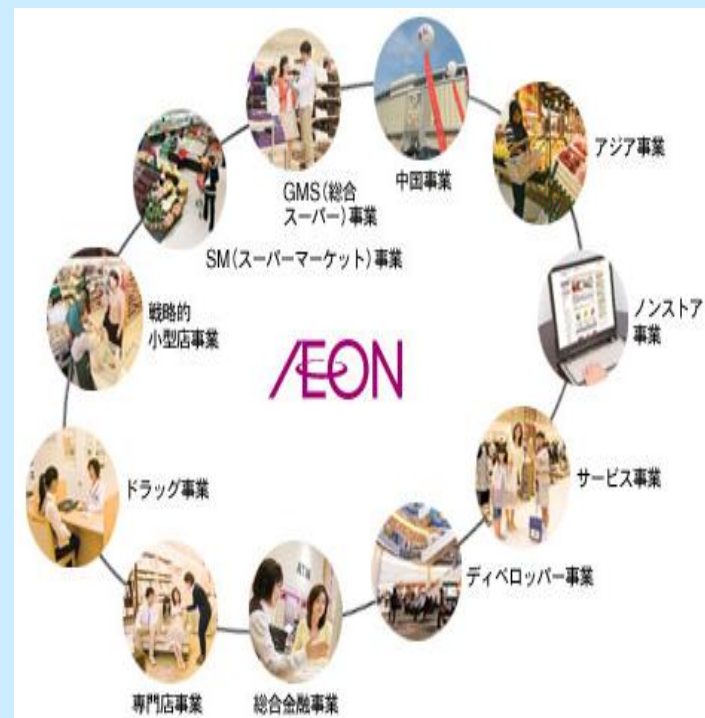 GMS(総合
スーパー)事業
中国事業
アジア事業
SM(スーパーマーケット)事業
戦略的
小型店事業
ノンストア
事業
ÆON
サービス事業
ドラッグ事業
ディベロッパー事業
ATM
専門店事業
総合金融事業